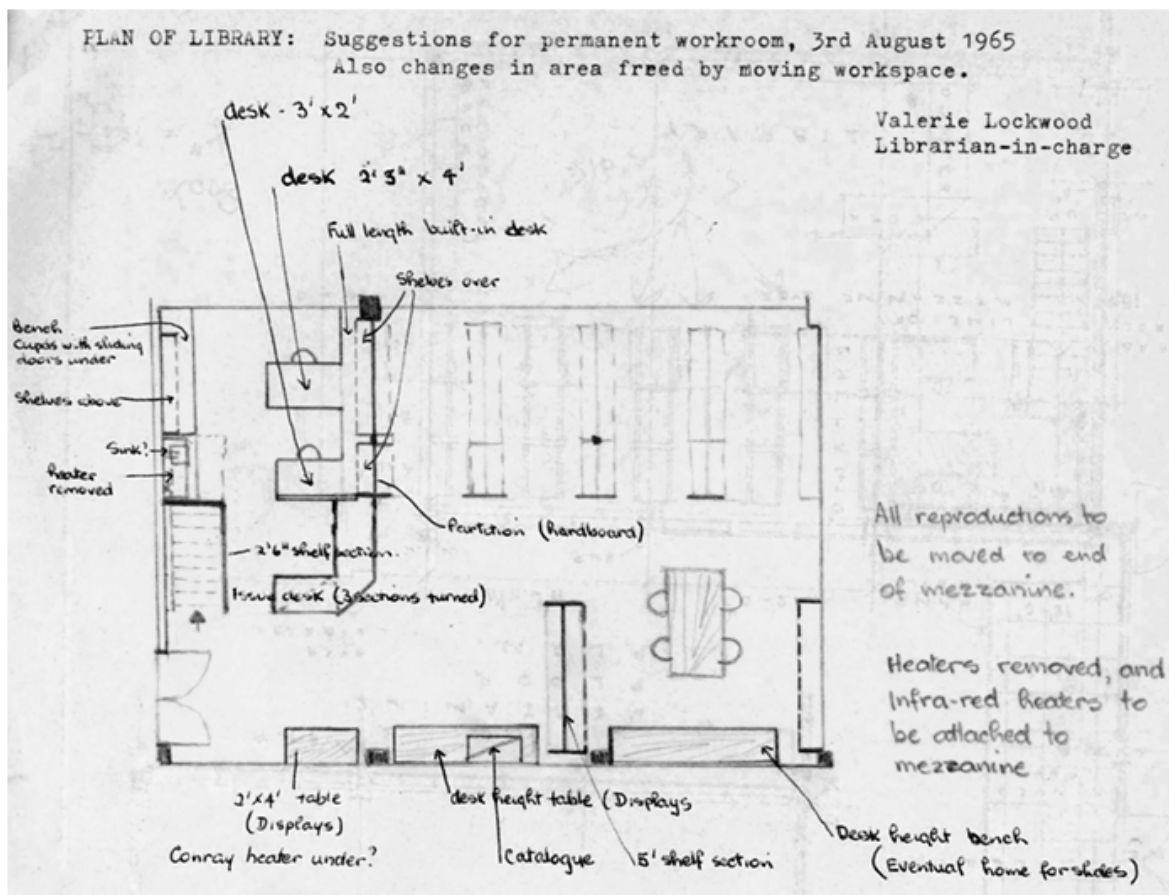 PLAN OF LIBRARY: Suggestions for permanent workroom, 3rd August 1965
Also changes in area freed by moving workspace.
Valerie Lockwood
Librarian-in-charge
desk - 3' x 2'
desk 2' 3" x 4'
Full length built-in desk
Shelves over
Bench
Cupds with sliding
doors under
Shelves above
Sink?
heater
removed
Partition (hardboard)
2'6" shelf section.
Issue desk (3 sections turned)
All reproductions to
be moved to end
of mezzanine.
Heaters removed, and
Infra-red heaters to
be attached to
mezzanine
2'x4' table
(Displays)
Conray heater under?
desk height table (Displays
Catalogue
5' shelf section
Desk height bench
(Eventual home for slides)